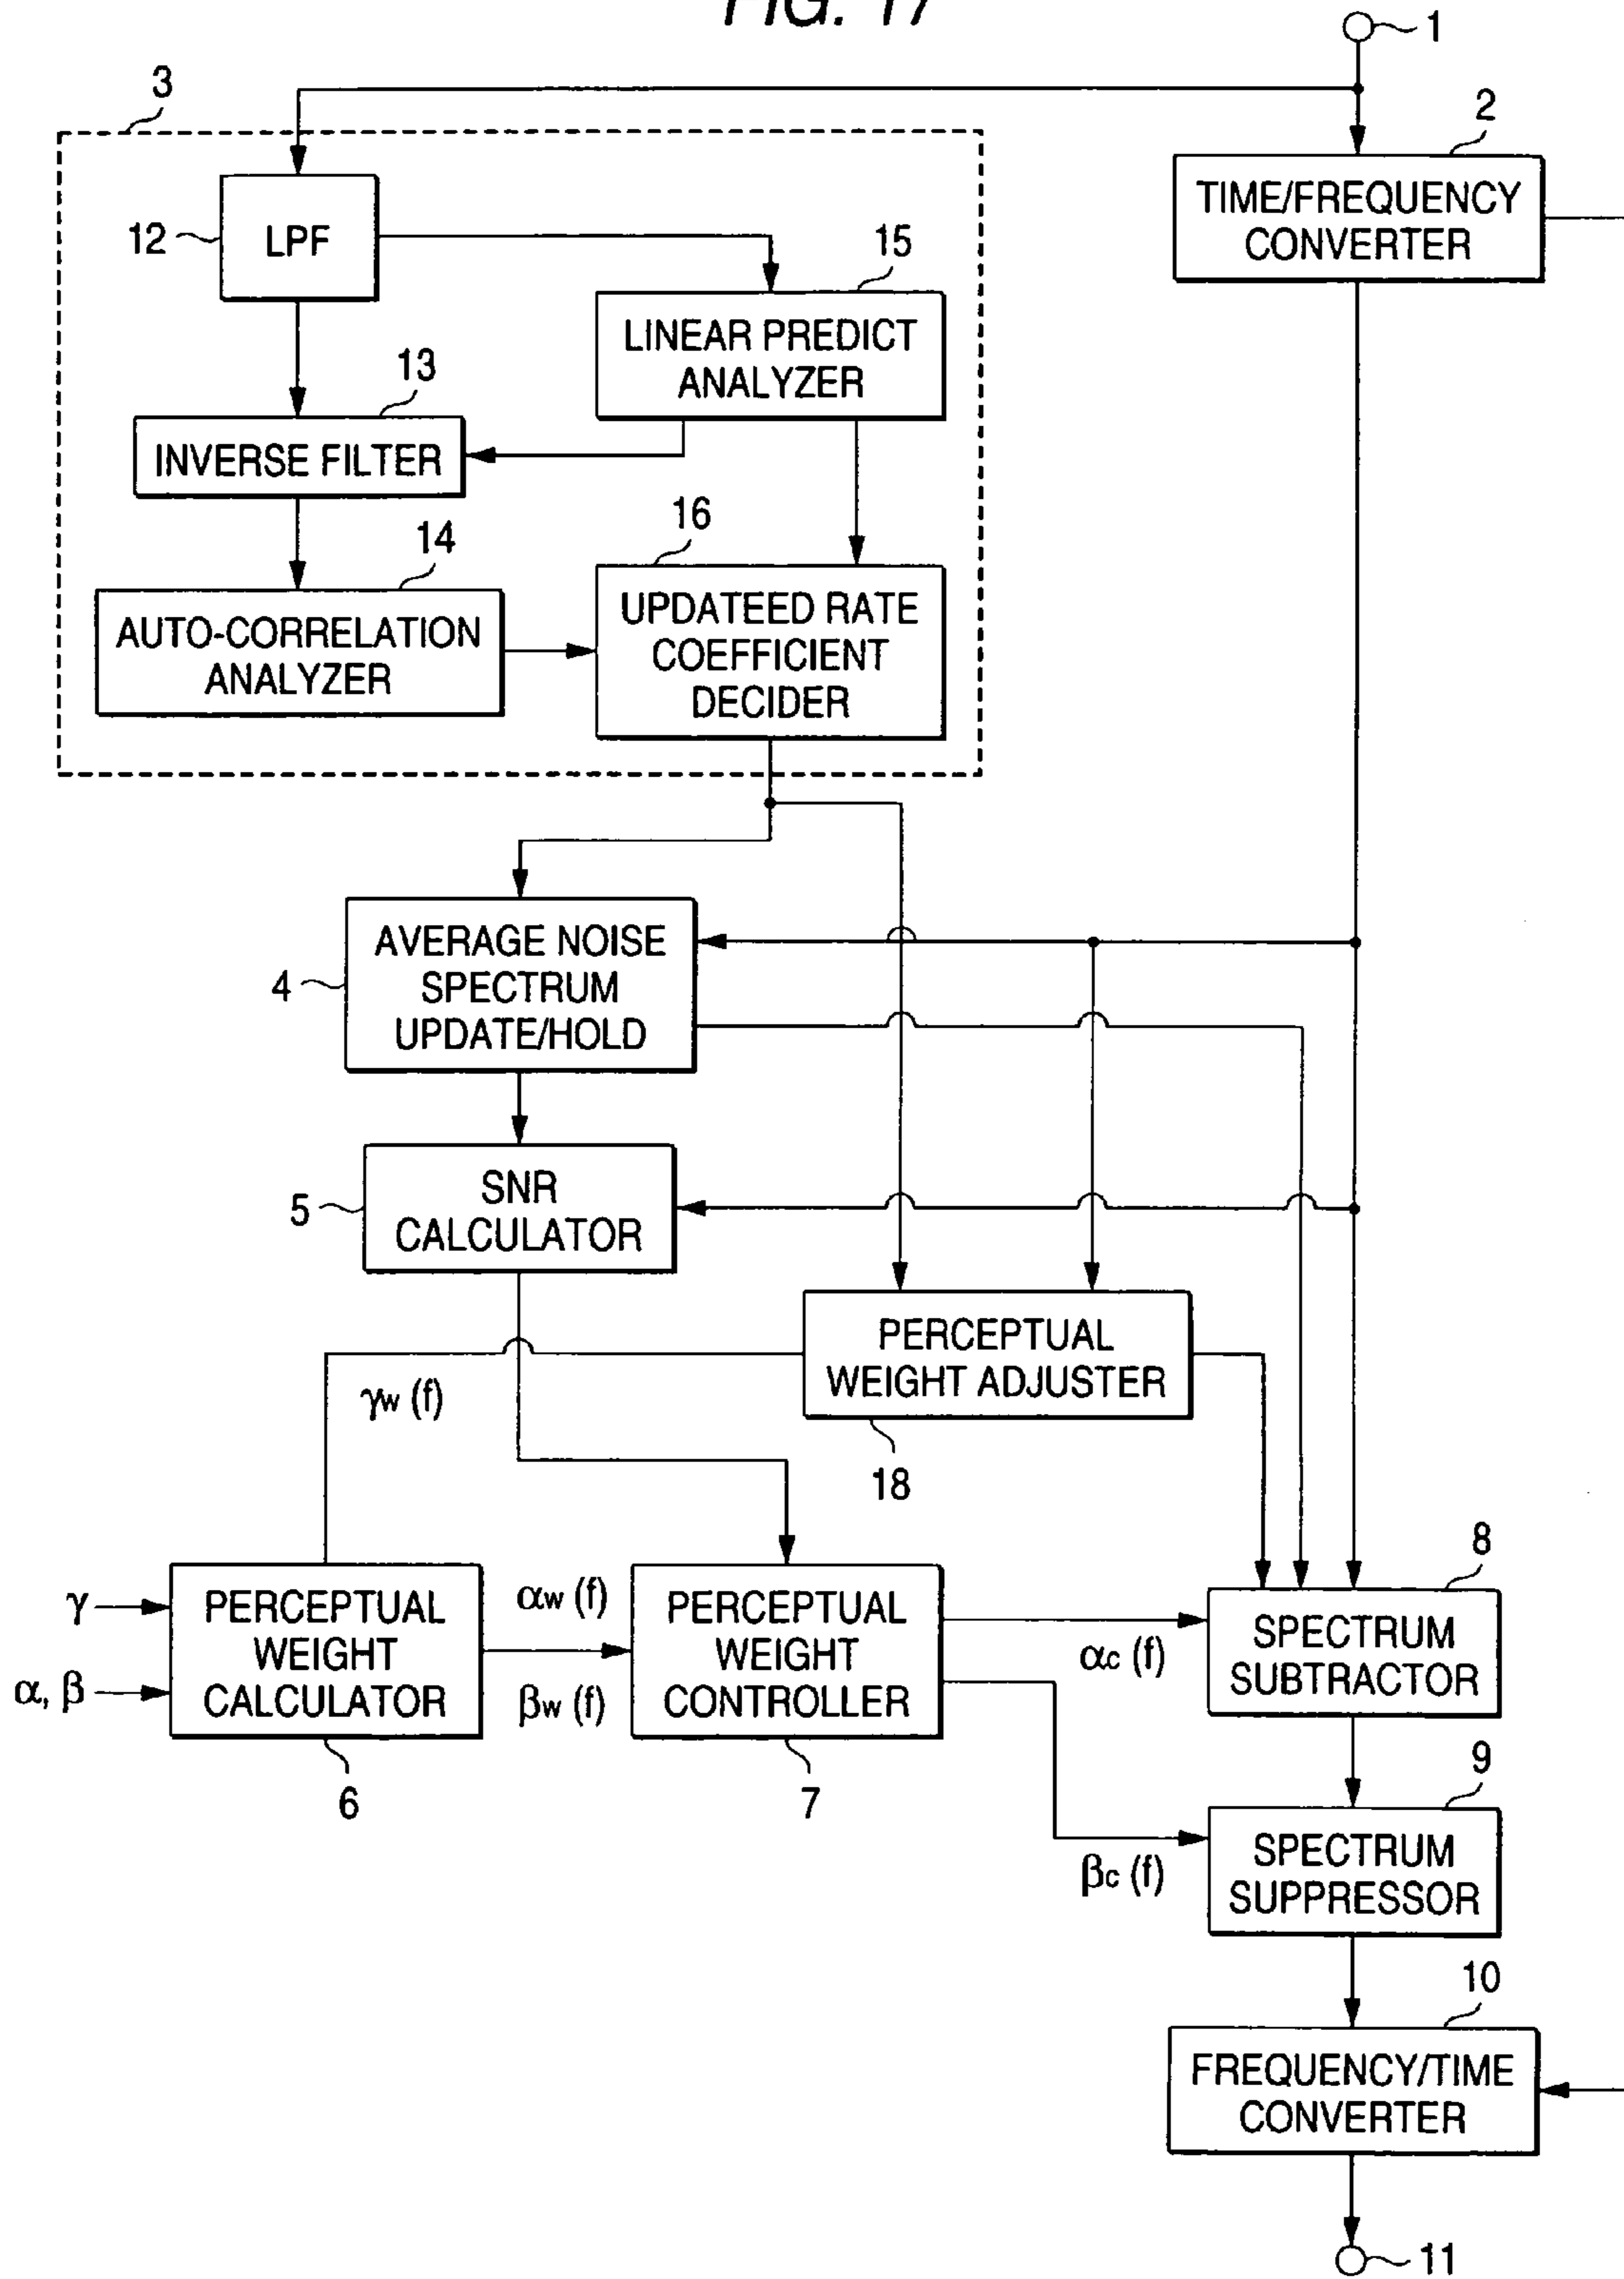 FIG. 17
1
3
2
TIME/FREQUENCY
CONVERTER
12
LPF
15
LINEAR PREDICT
ANALYZER
13
INVERSE FILTER
16
14
UPDATEED RATE
COEFFICIENT
DECIDER
AUTO-CORRELATION
ANALYZER
4
AVERAGE NOISE
SPECTRUM
UPDATE/HOLD
5
SNR
CALCULATOR
PERCEPTUAL
WEIGHT ADJUSTER
γw (f)
18
8
γ
α, β
PERCEPTUAL
WEIGHT
CALCULATOR
αw (f)
βw (f)
PERCEPTUAL
WEIGHT
CONTROLLER
αc (f)
SPECTRUM
SUBTRACTOR
6
7
9
βc (f)
SPECTRUM
SUPPRESSOR
10
FREQUENCY/TIME
CONVERTER
11